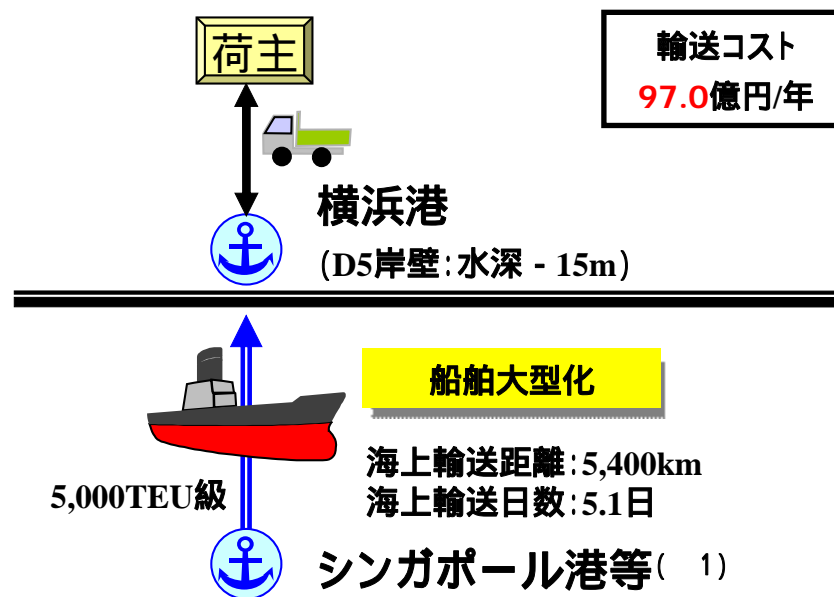 荷主
輸送コスト
97.0億円/年
横浜港
(D5岸壁:水深 - 15m)
船舶大型化
海上輸送距離:5,400km
海上輸送日数:5.1日
5,000TEU級
シンガポール港等( 1)